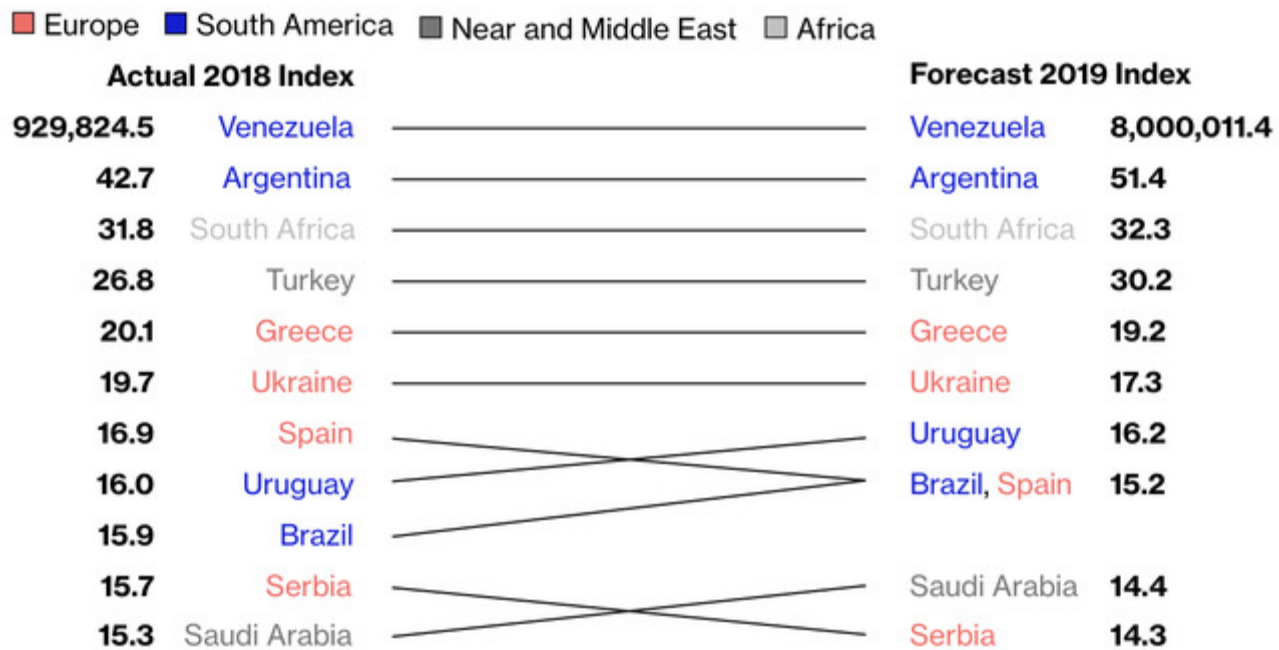 Europe South America Near and Middle East Africa
Actual 2018 Index Forecast 2019 Index
929,824.5 Venezuela Venezuela 8,000,011.4
42.7 Argentina Argentina 51.4
31.8 South Africa South Africa 32.3
26.8 Turkey Turkey 30.2
20.1 Greece Greece 19.2
19.7 Ukraine Ukraine 17.3
16.9 Spain Uruguay 16.2
16.0 Uruguay Brazil, Spain 15.2
15.9 Brazil
15.7 Serbia Saudi Arabia 14.4
15.3 Saudi Arabia Serbia 14.3